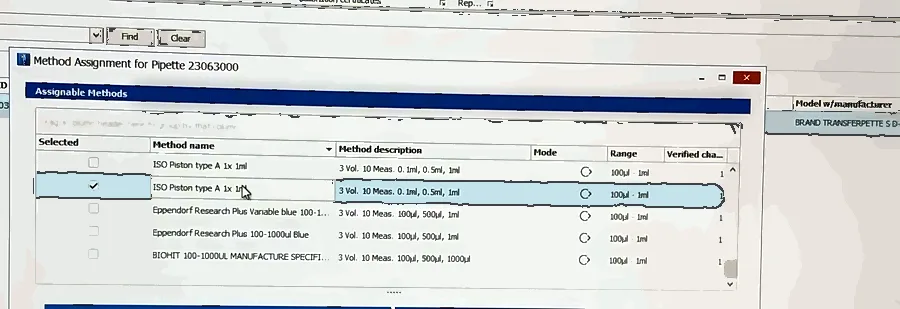 Rep...
Find Clear
Method Assignment for Pipette 23063000
Assignable Methods
Model w/manufacturer
BRAND TRANSFERPETTE S D-
Selected Method name Method description Mode Range Verified cha...
ISO Piston type A 1x 1ml 3 Vol. 10 Meas. 0.1ml, 0.5ml, 1ml 100µl - 1ml 1
ISO Piston type A 1x 3 Vol. 10 Meas. 0.1ml, 0.5ml, 1ml 100µl - 1ml
Eppendorf Research Plus Variable blue 100-1... 3 Vol. 10 Meas. 100µl, 500µl, 1ml 100µl - 1ml 1
Eppendorf Research Plus 100-1000ul Blue 3 Vol. 10 Meas. 100µl, 500µl, 1ml 100µl - 1ml 1
BIOHIT 100-1000UL MANUFACTURE SPECIFI... 3 Vol. 10 Meas. 100µl, 500µl, 1000µl 100µl - 1ml 1